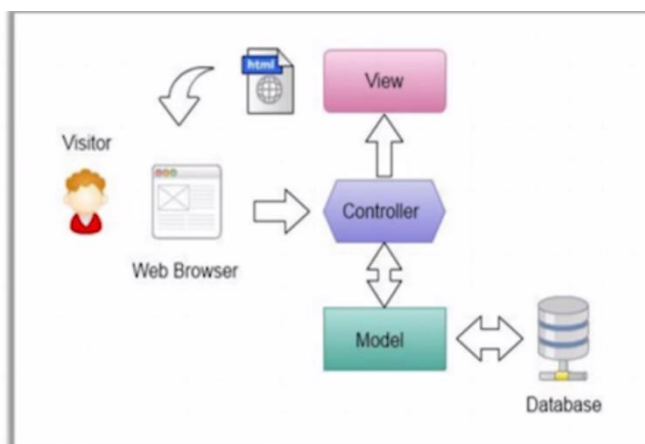 html
View
Visitor
Controller
Web Browser
Model
Database